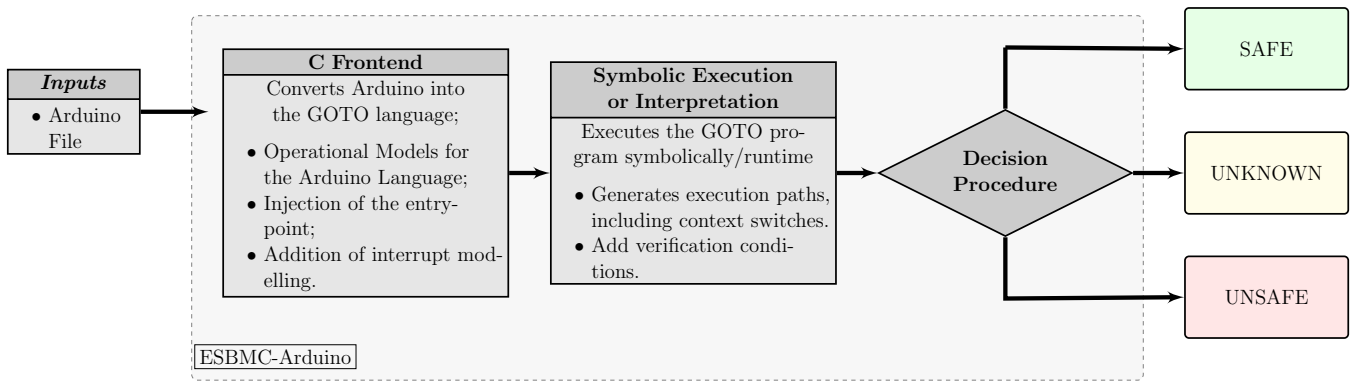 Inputs
• Arduino
File
C Frontend
Converts Arduino into
the GOTO language;
• Operational Models for
the Arduino Language;
• Injection of the entry-
point;
• Addition of interrupt mod-
elling.
Symbolic Execution
or Interpretation
Executes the GOTO pro-
gram symbolically/runtime
• Generates execution paths,
including context switches.
• Add verification condi-
tions.
Decision
Procedure
SAFE
UNKNOWN
UNSAFE
ESBMC-Arduino